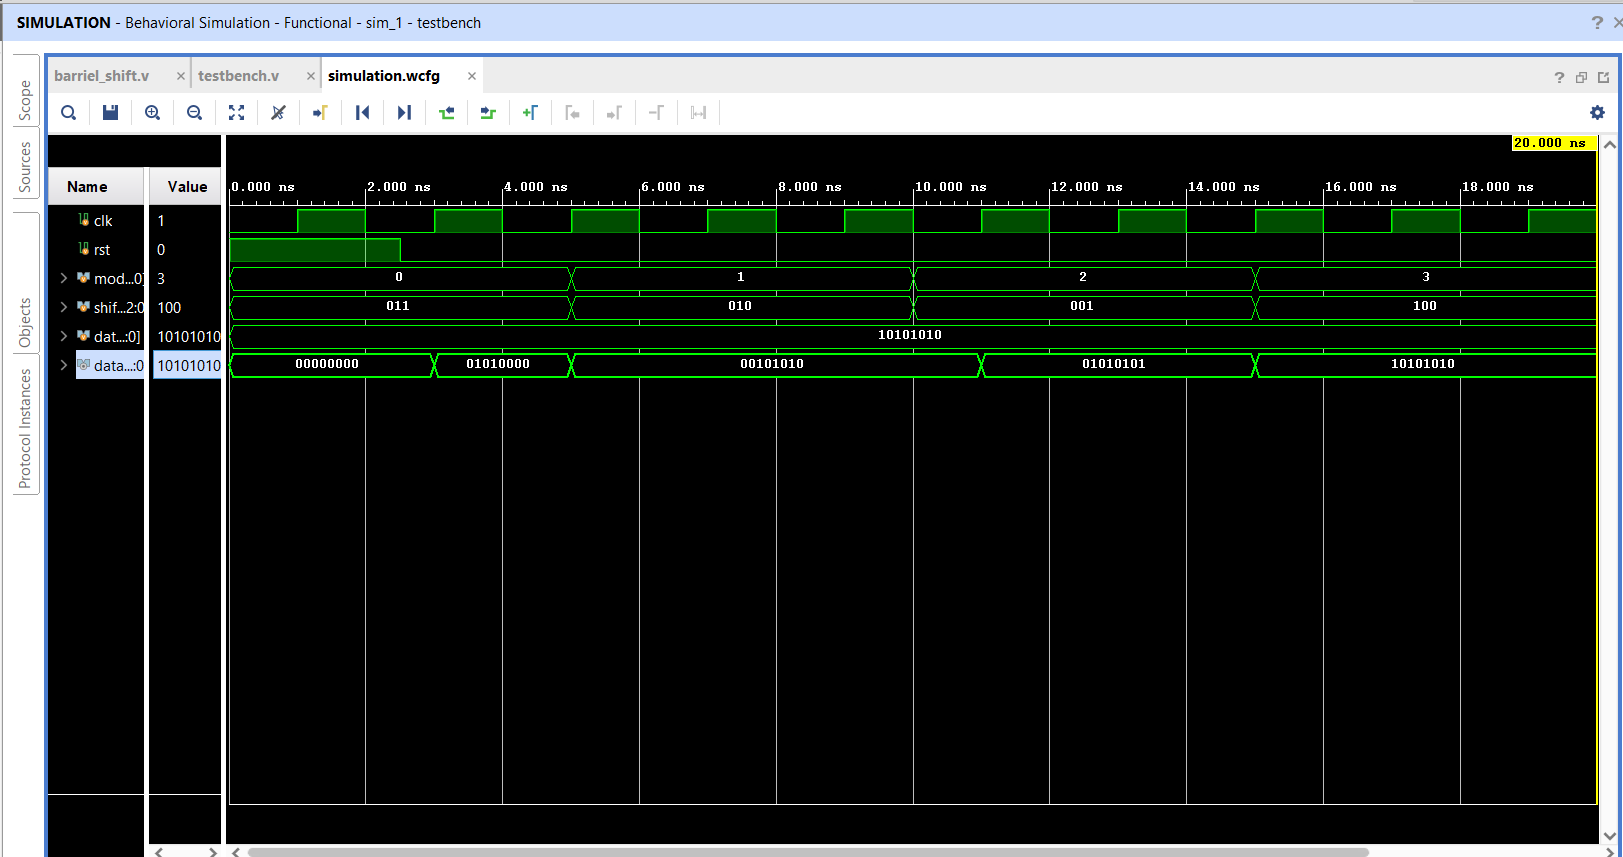 SIMULATION - Behavioral Simulation - Functional - sim_1 - testbench
? ×
Scope
Sources
Objects
Protocol Instances
barriel_shift.v × testbench.v × simulation.wcfg ×
?
20.000 ns
Name Value
0.000 ns 2.000 ns 4.000 ns 6.000 ns 8.000 ns 10.000 ns 12.000 ns 14.000 ns 16.000 ns 18.000 ns
clk 1
rst 0
mod...0] 3 0 1 2 3
shif...2:0 100 011 010 001 100
dat...:0] 10101010 10101010
data...:0 10101010 00000000 01010000 00101010 01010101 10101010